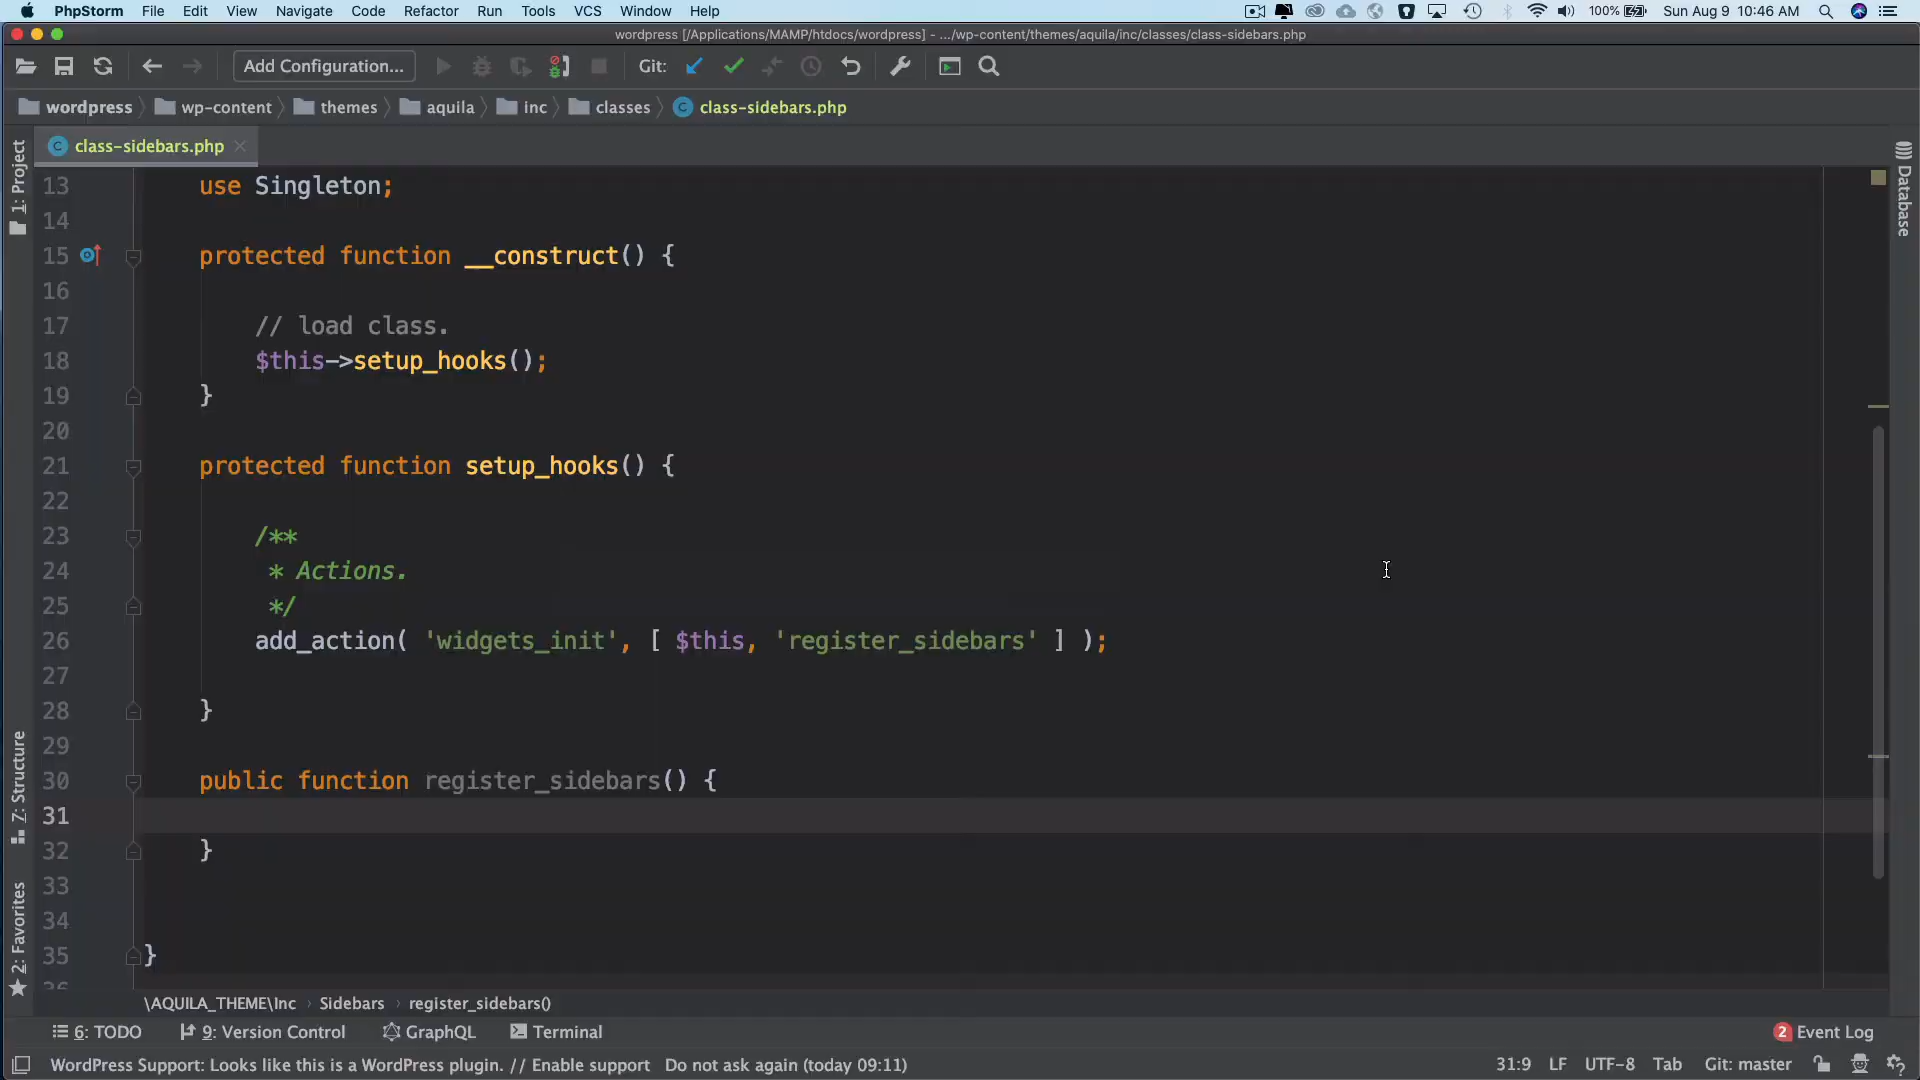 PhpStorm File Edit View Navigate Code Refactor Run Tools VCS Window Help 100% Sun Aug 9 10:46 AM
wordpress [/Applications/MAMP/htdocs/wordpress] - .../wp-content/themes/aquila/inc/classes/class-sidebars.php
Add Configuration... Git:
wordpress wp-content themes aquila inc classes class-sidebars.php
class-sidebars.php
1: Project
Database
13 use Singleton;
14
15 protected function __construct() {
16
17 // load class.
18 $this->setup_hooks();
19 }
20
21 protected function setup_hooks() {
22
23 /**
24 * Actions.
25 */
26 add_action( 'widgets_init', [ $this, 'register_sidebars' ] );
27
28 }
29
30 public function register_sidebars() {
31
32 }
33
34
35 }
36
Z: Structure
2: Favorites
\AQUILA_THEME\Inc › Sidebars › register_sidebars()
6: TODO 9: Version Control GraphQL Terminal 2 Event Log
WordPress Support: Looks like this is a WordPress plugin. // Enable support Do not ask again (today 09:11) 31:9 LF UTF-8 Tab Git: master